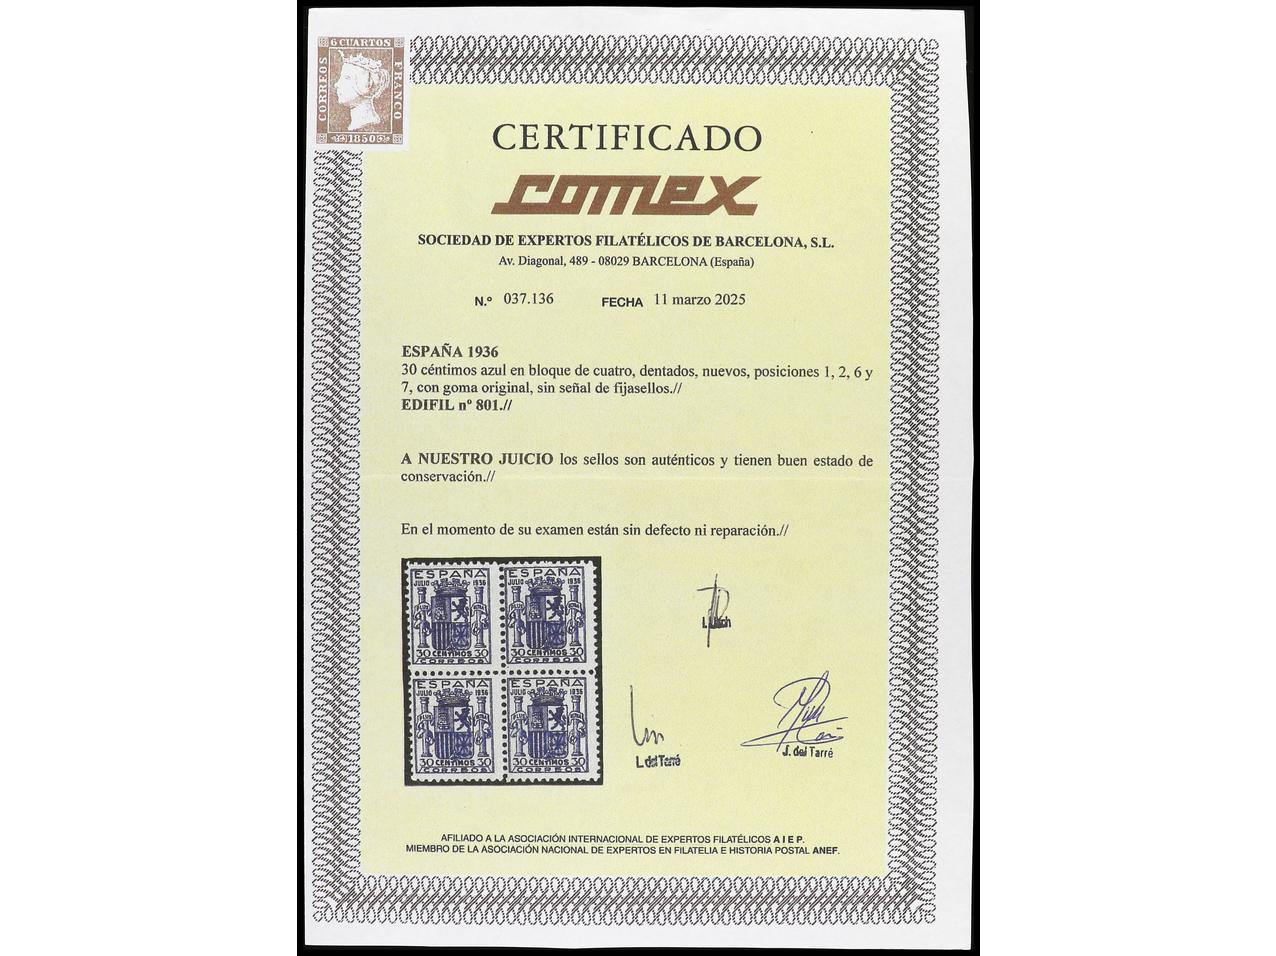 6 CUARTOS
CORREOS
FRANCO
1850
CERTIFICADO
comex
SOCIEDAD DE EXPERTOS FILATÉLICOS DE BARCELONA, S.L.
Av. Diagonal, 489 - 08029 BARCELONA (España)
N.º 037.136 FECHA 11 marzo 2025
ESPAÑA 1936
30 céntimos azul en bloque de cuatro, dentados, nuevos, posiciones 1, 2, 6 y
7, con goma original, sin señal de fijasellos.//
EDIFIL nº 801.//
A NUESTRO JUICIO los sellos son auténticos y tienen buen estado de
conservación.//
En el momento de su examen están sin defecto ni reparación.//
ESPAÑA ESPAÑA
JULIO 1936 JULIO 1936
30 CENTIMOS 30 30 CENTIMOS 30
CORREOS CORREOS
ESPAÑA ESPAÑA
JULIO 1936 JULIO 1936
30 CENTIMOS 30 30 CENTIMOS 30
CORREOS CORREOS
L. del Tarré
J. del Tarré
AFILIADO A LA ASOCIACIÓN INTERNACIONAL DE EXPERTOS FILATÉLICOS A I E P.
MIEMBRO DE LA ASOCIACIÓN NACIONAL DE EXPERTOS EN FILATELIA E HISTORIA POSTAL ANEF.